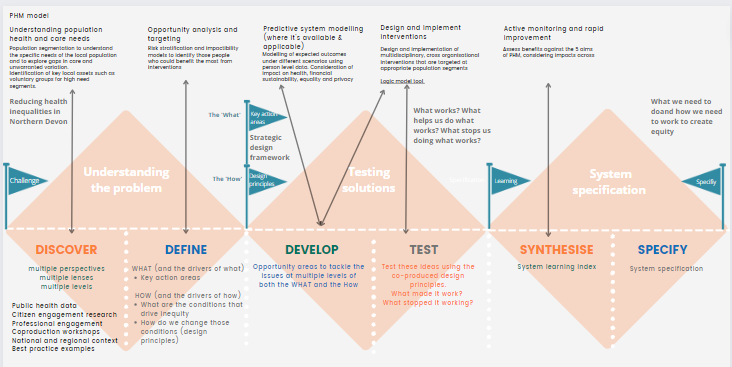 PHM model
Understanding population
health and care needs
Population segmentation to understand
the specific needs of the local population
and to explore gaps in care and
unwarranted variation.
Identification of key local assets such as
voluntary groups for high need
segments.
Opportunity analysis and
targeting
Risk stratification and impactibility
models to identify those people
who could benefit the most from
interventions
Predictive system modelling
(where it's available &
applicable)
Modelling of expected outcomes
under different scenarios using
person level data. Consideration of
impact on health, financial
sustainability, equality and privacy
Design and implement
interventions
Design and implementation of
multidisciplinary, cross organisational
interventions that are targeted at
appropriate population segments
Logic model tool.
Active monitoring and rapid
improvement
Assess benefits against the 5 aims
of PHM, considering impacts across
Reducing health
inequalities in
Northern Devon
The 'What'
Key action
areas
Strategic
design
framework
The 'How'
Design
principles
What works? What
helps us do what
works? What stops us
doing what works?
What we need to
doand how we need
to work to create
equity
Challenge
Understanding
the problem
Testing
solutions
Learning
System
specification
Specify
DISCOVER
multiple perspectives
multiple lenses
multiple levels
Public health data
Citizen engagement research
Professional engagement
Coproduction workshops
National and regional context
Best practice examples
DEFINE
WHAT (and the drivers of what)
• Key action areas
HOW (and the drivers of how)
• What are the conditions that
drive inequity
• How do we change those
conditions (design
principles)
DEVELOP
Opportunity areas to tackle the
issues at multiple levels of
both the WHAT and the How
TEST
Test these ideas using the
co-produced design
principles.
What made it work?
What stopped it working?
SYNTHESISE
System learning index
SPECIFY
System specification